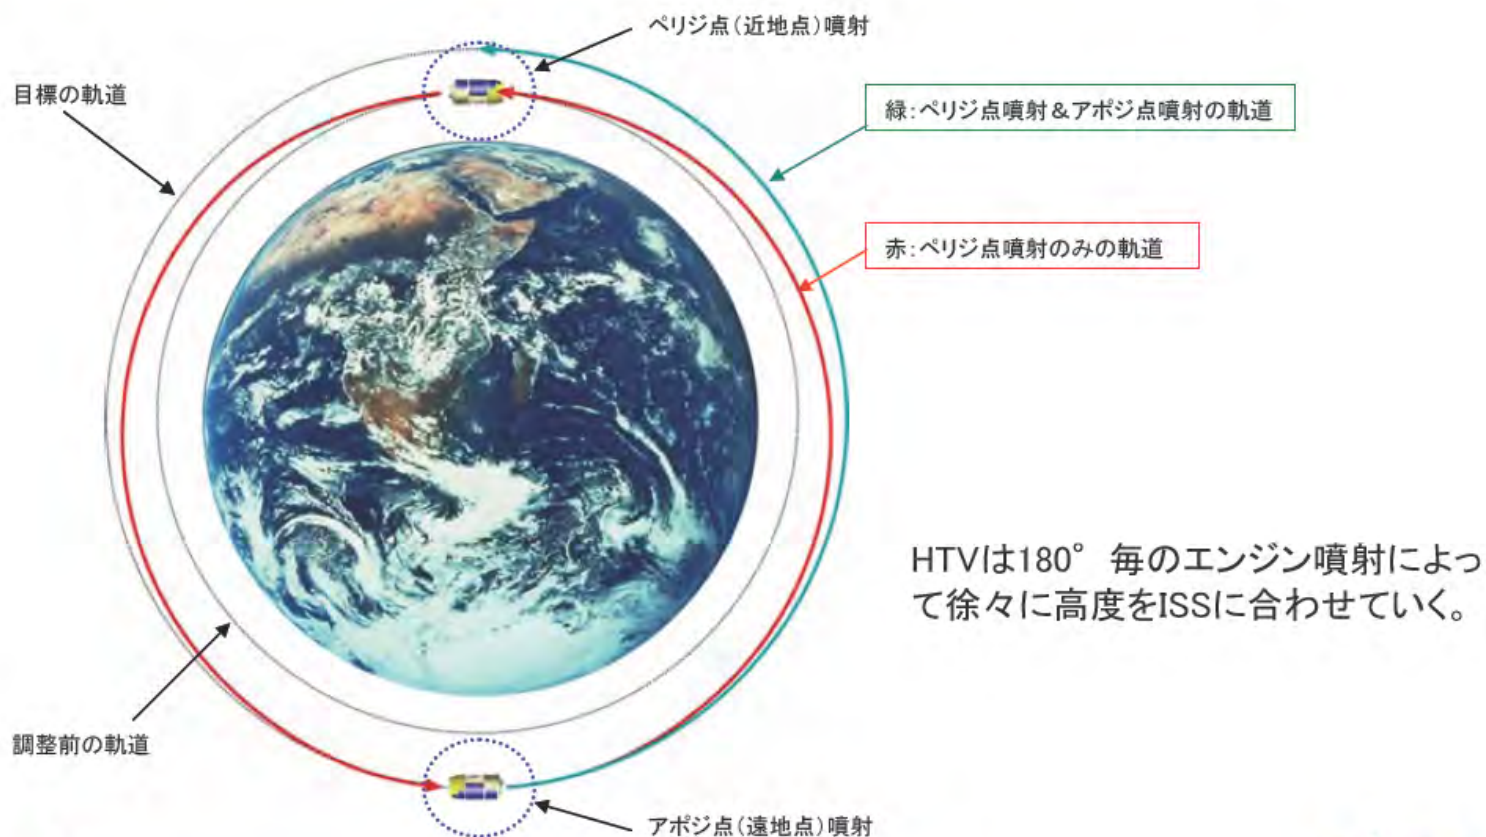 ペリジ点(近地点)噴射
目標の軌道
緑:ペリジ点噴射&アポジ点噴射の軌道
赤:ペリジ点噴射のみの軌道
HTVは180° 毎のエンジン噴射によっ
て徐々に高度をISSに合わせていく。
調整前の軌道
アポジ点(遠地点)噴射